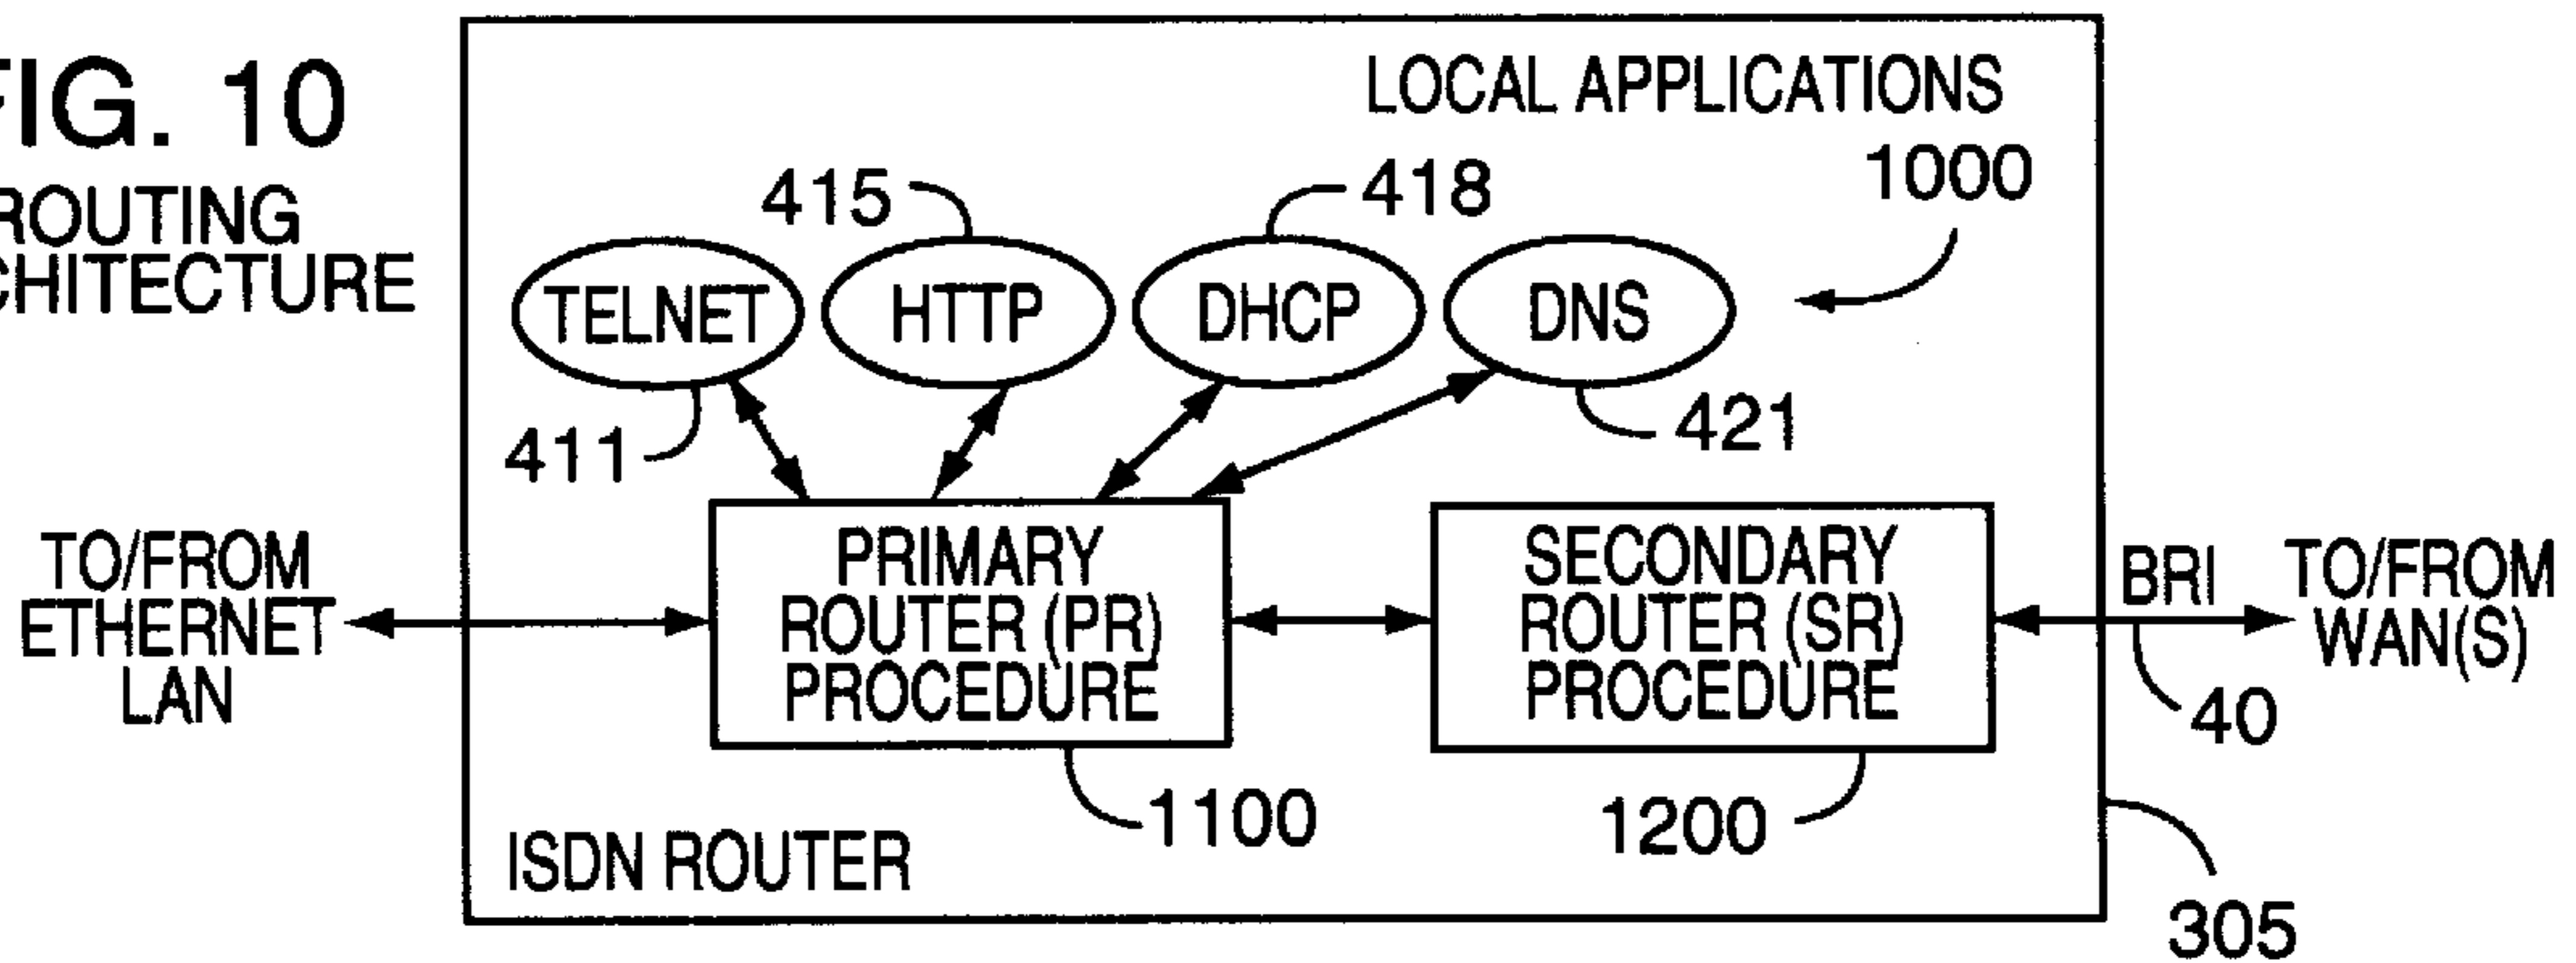 FIG. 10
ROUTING
CHITECTURE
LOCAL APPLICATIONS
1000
415
418
TELNET
HTTP
DHCP
DNS
411
421
TO/FROM
ETHERNET
LAN
PRIMARY
ROUTER (PR)
PROCEDURE
SECONDARY
ROUTER (SR)
PROCEDURE
BRI
TO/FROM
WAN(S)
40
1100
1200
ISDN ROUTER
305